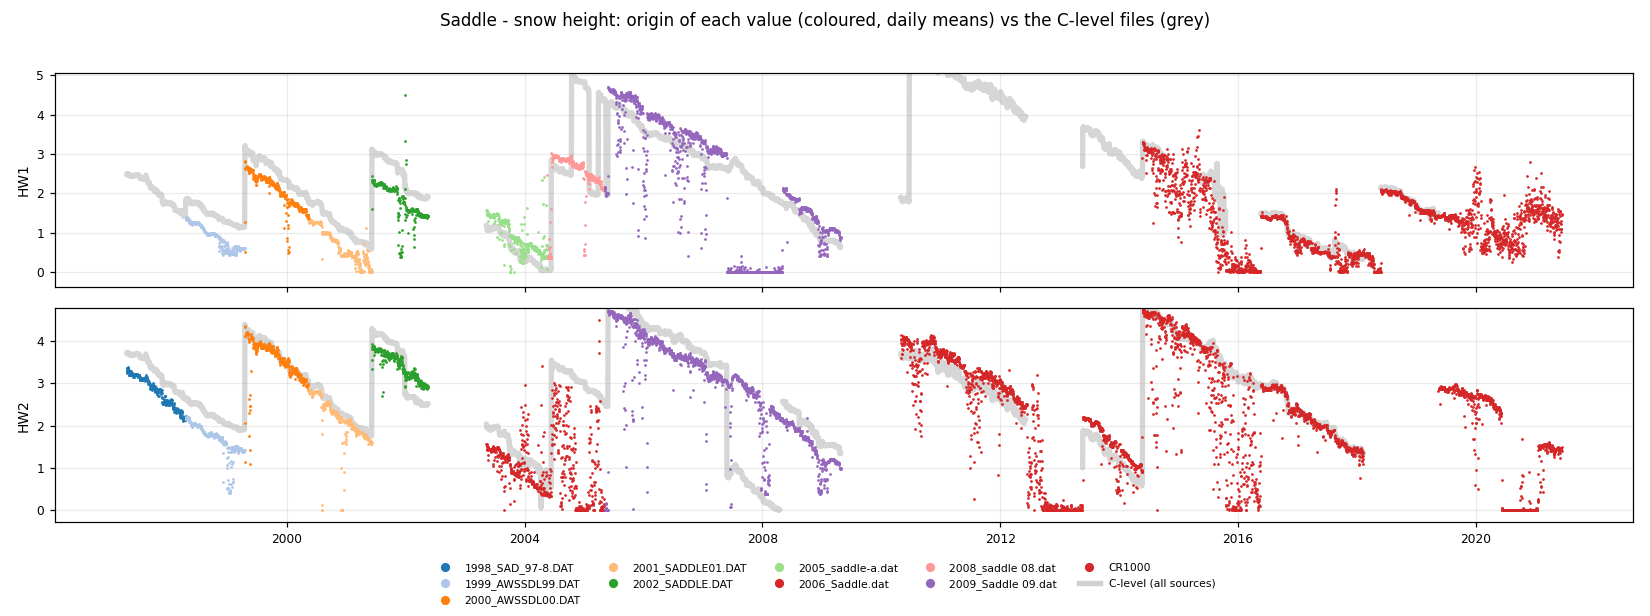 Saddle - snow height: origin of each value (coloured, daily means) vs the C-level files (grey)
5
4
3
2
1
0
HW1
4
3
2
1
0
HW2
2000 2004 2008 2012 2016 2020
1998_SAD_97-8.DAT 2001_SADDLE01.DAT 2005_saddle-a.dat 2008_saddle 08.dat CR1000
1999_AWSSDL99.DAT 2002_SADDLE.DAT 2006_Saddle.dat 2009_Saddle 09.dat C-level (all sources)
2000_AWSSDL00.DAT